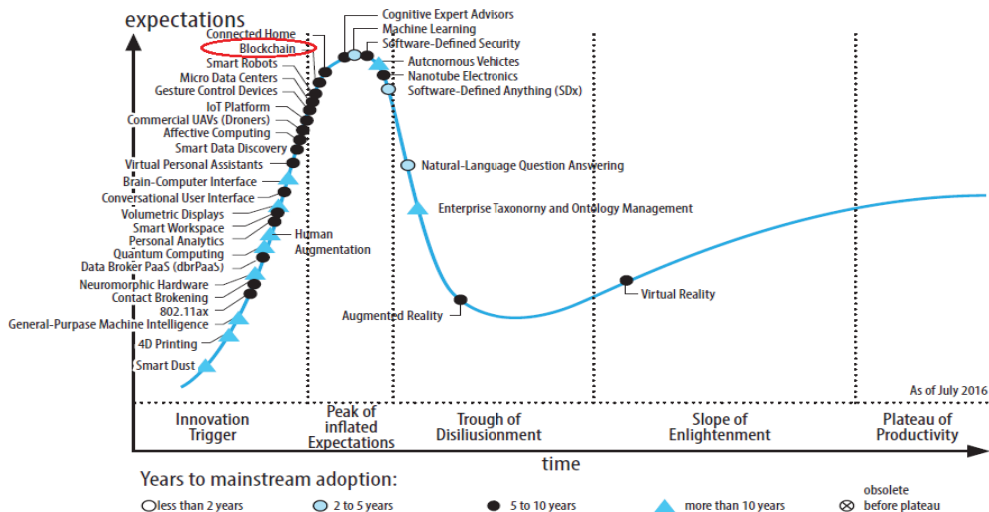 expectations
Connected Home
Blockchain
Smart Robots
Micro Data Centers
Gesture Control Devices
IoT Platform
Commercial UAVs (Droners)
Affective Computing
Smart Data Discovery
Virtual Personal Assistants
Brain-Computer Interface
Conversational User Interface
Volumetric Displays
Smart Workspace
Personal Analytics
Quantum Computing
Data Broker PaaS (dbrPaaS)
Neuromorphic Hardware
Contact Brokening
802.11ax
General-Purpase Machine Intelligence
4D Printing
Smart Dust
Human
Augmentation
Cognitive Expert Advisors
Machine Learning
Software-Defined Security
Autcnornous Vehictes
Nanotube Electronics
Software-Defined Anything (SDx)
Natural-Language Question Answering
Enterprise Taxonorny and Ontology Management
Augmented Reality
Virtual Reality
As of July 2016
Innovation
Trigger
Peak of
inflated
Expectations
Trough of
Disiliusionment
Slope of
Enlightenment
Plateau of
Productivity
time
Years to mainstream adoption:
less than 2 years
2 to 5 years
5 to 10 years
more than 10 years
obsolete
before plateau